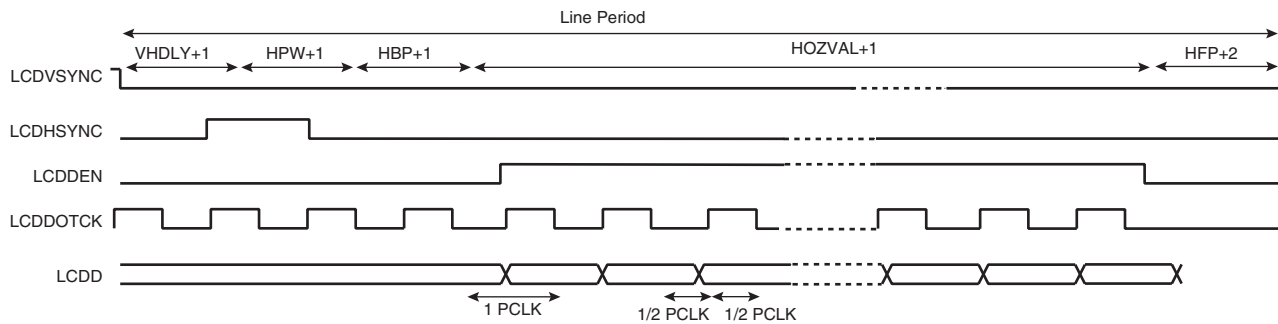 Line Period
VHDLY+1 HPW+1 HBP+1 HOZVAL+1 HFP+2
LCDVSYNC
LCDHSYNC
LCDDEN
LCDDOTCK
LCDD
1 PCLK 1/2 PCLK 1/2 PCLK